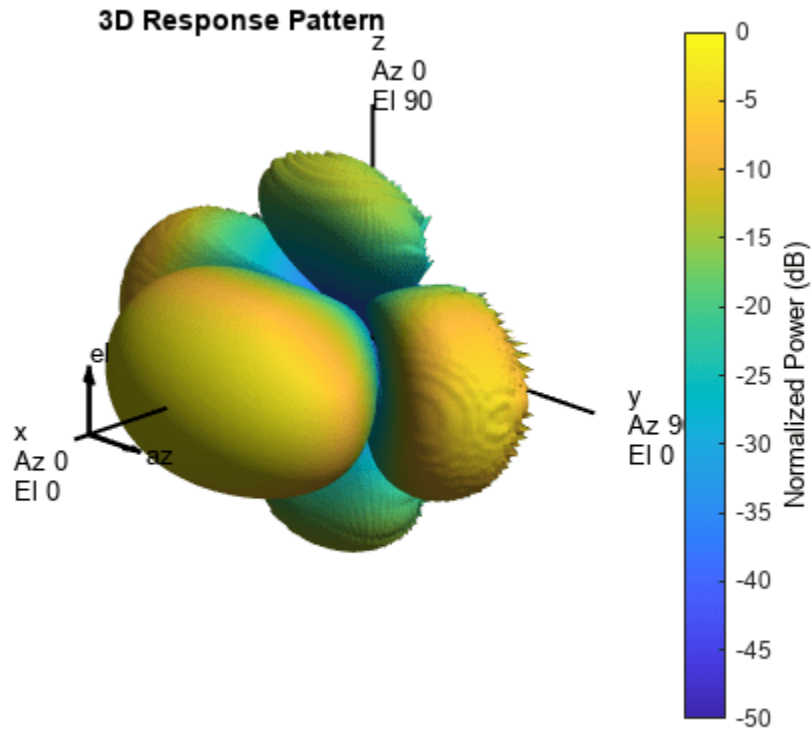 3D Response Pattern
z
Az 0
El 90
el
az
x
Az 0
El 0
y
Az 9
El 0
0
-5
-10
-15
-20
-25
-30
-35
-40
-45
-50
Normalized Power (dB)